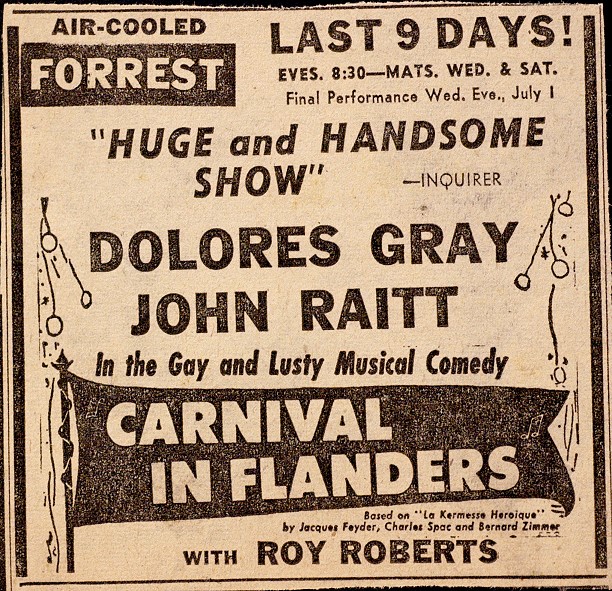 AIR-COOLED
FORREST
LAST 9 DAYS!
EVES. 8:30—MATS. WED. & SAT.
Final Performance Wed. Eve., July 1
"HUGE and HANDSOME
SHOW"
—INQUIRER
DOLORES GRAY
JOHN RAITT
In the Gay and Lusty Musical Comedy
CARNIVAL
IN FLANDERS
Based on "La Kermesse Heroique"
by Jacques Feyder, Charles Spac and Bernard Zimmer
WITH ROY ROBERTS